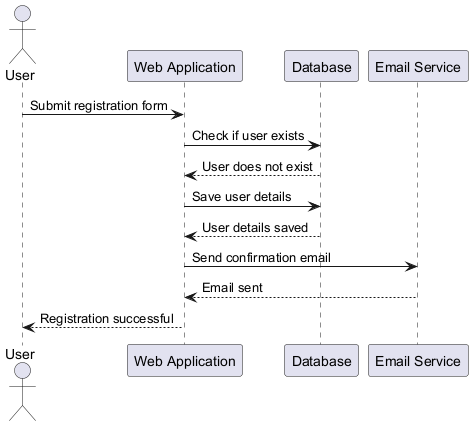 User
Web Application
Database
Email Service
Submit registration form
Check if user exists
User does not exist
Save user details
User details saved
Send confirmation email
Email sent
Registration successful
User
Web Application
Database
Email Service